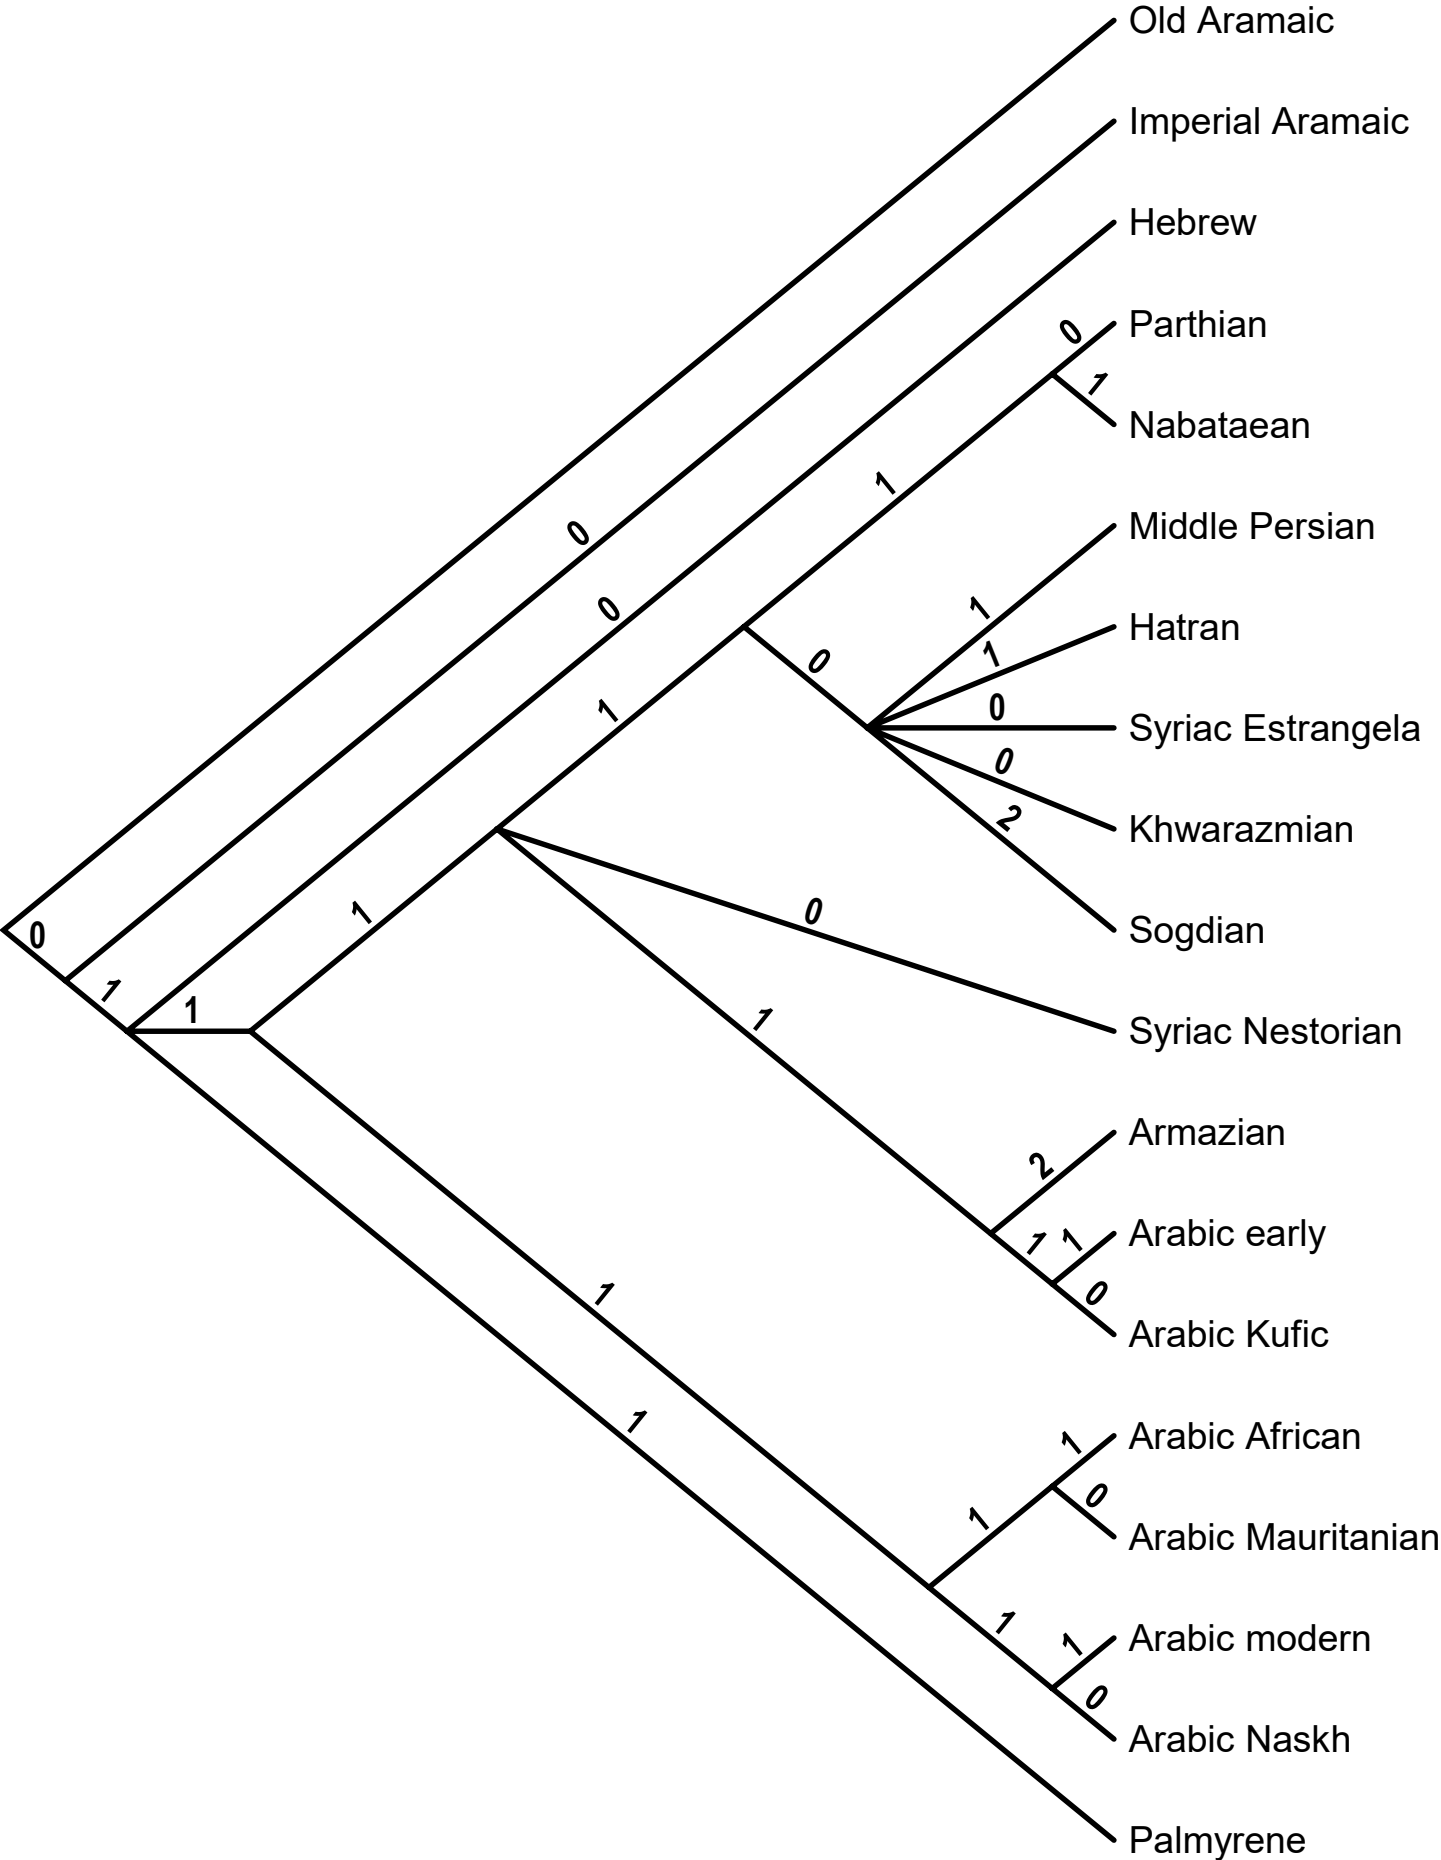 Old Aramaic
Imperial Aramaic
Hebrew
0 Parthian
1
Nabataean
1
0
Middle Persian
1
0
Hatran
1
1
0
0
Syriac Estrangela
0
Khwarazmian
2
1
0
1
0
Sogdian
1
1
1
Syriac Nestorian
Armazian
2
Arabic early
1 1
1
0
Arabic Kufic
1
1
Arabic African
0
1
Arabic Mauritanian
1
1
Arabic modern
0
Arabic Naskh
Palmyrene